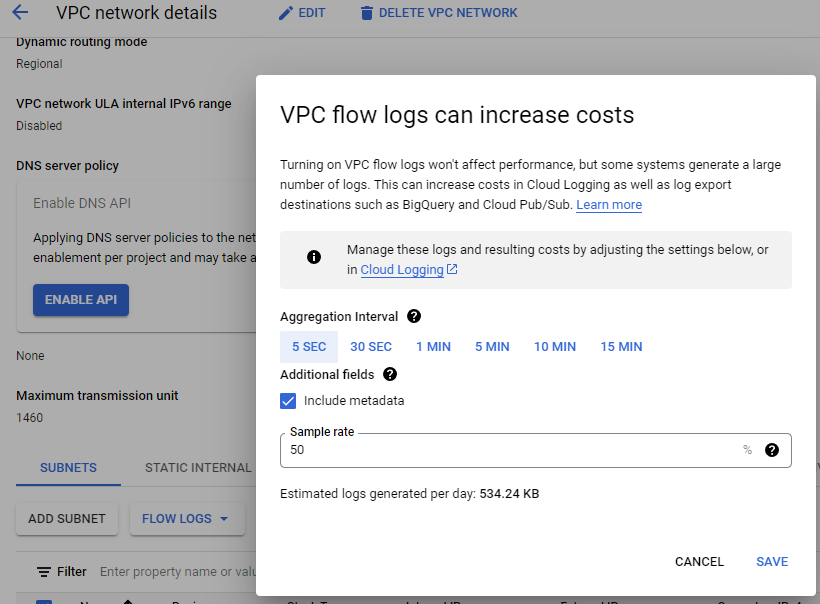 VPC network details
EDIT
DELETE VPC NETWORK
Dynamic routing mode
Regional
VPC network ULA internal IPv6 range
Disabled
DNS server policy
Enable DNS API
Applying DNS server policies to the
enablement per project and may take
ENABLE API
None
Maximum transmission unit
1460
SUBNETS
STATIC INTERNAL
ADD SUBNET
FLOW LOGS
Filter
Enter property name or
VPC flow logs can increase costs
Turning on VPC flow logs won't affect performance, but some systems generate a large
number of logs. This can increase costs in Cloud Logging as well as log export
destinations such as BigQuery and Cloud Pub/Sub. Learn more
Manage these logs and resulting costs by adjusting the settings below, or
in Cloud Logging
Aggregation Interval
5 SEC 30 SEC 1 MIN 5 MIN 10 MIN 15 MIN
Additional fields
Include metadata
Sample rate
50 %
Estimated logs generated per day: 534.24 KB
CANCEL SAVE